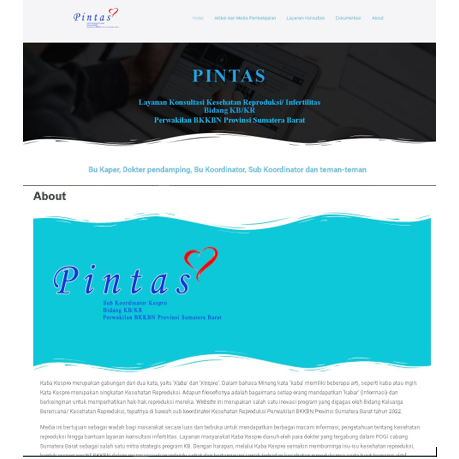 Pintas
Home Artikel dan Media Pembelajaran Layanan Konsultasi Dokumentasi About
PINTAS
Layanan Konsultasi Kesehatan Reproduksi/ Infertilitas
Bidang KB/KR
Perwakilan BKKBN Provinsi Sumatera Barat
Bu Kaper, Dokter pendamping, Bu Koordinator, Sub Koordinator dan teman-teman
About
Pintas
Sub Koordinator Kespro
Bidang KB/KR
Perwakilan BKKBN Provinsi Sumatera Barat
Kaba Kespro merupakan gabungan dari dua kata, yaitu 'Kaba' dan 'Kespro'. Dalam bahasa Minang kata 'kaba' memiliki beberapa arti, seperti kabar atau ingin.
Kata Kespro merupakan singkatan Kesehatan Reproduksi. Adapun filosofinya adalah bagaimana setiap orang mendapatkan 'kabar' (informasi) dan
berkeinginan untuk memperhatikan hak-hak reproduksi mereka. Website ini merupakan salah satu inovasi program yang digagas oleh Bidang Keluarga
Berencana/ Kesehatan Reproduksi, tepatnya di bawah sub koordinator Kesehatan Reproduksi Perwakilan BKKBN Provinsi Sumatera Barat tahun 2022.
Media ini bertujuan sebagai wadah bagi masyarakat secara luas dan terbuka untuk mendapatkan berbagai macam informasi, pengetahuan tentang kesehatan
reproduksi hingga bantuan layanan konsultasi infertilitas. Layanan masyarakat Kaba Kespro diasuh oleh para dokter yang tergabung dalam POGI cabang
Sumatera Barat sebagai salah satu mitra strategis program KB. Dengan harapan, melalui Kaba Kespro semakin membuminya isu-isu kesehatan reproduksi,